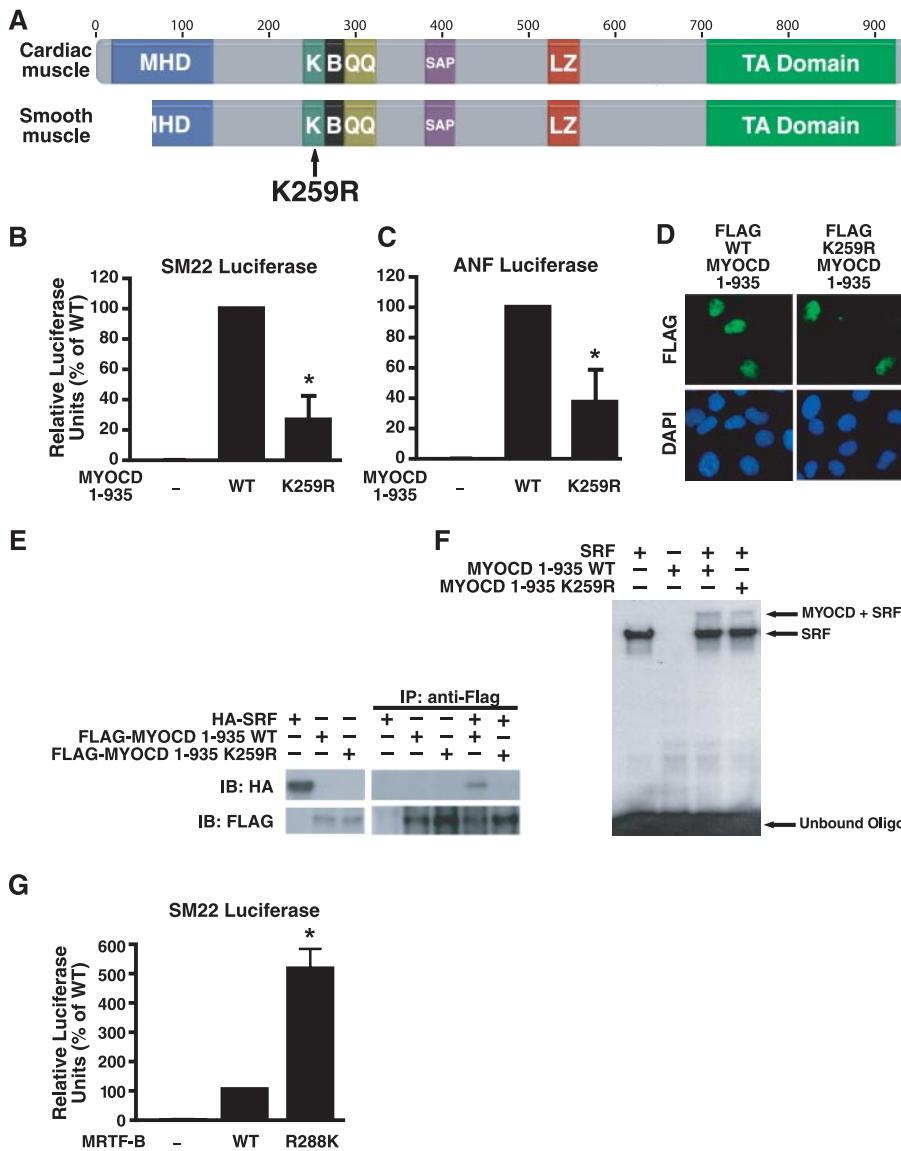 A
0 100 200 300 400 500 600 700 800 900
Cardiac
muscle
MHD K B QQ SAP LZ TA Domain
Smooth
muscle
MHD K B QQ SAP LZ TA Domain
K259R
B
SM22 Luciferase
Relative Luciferase
Units (% of WT)
120
100
80
60
40
20
0
*
MYOCD
1-935
– WT K259R
C
ANF Luciferase
120
100
80
60
40
20
0
*
MYOCD
1-935
– WT K259R
D
FLAG
WT
MYOCD
1-935
FLAG
K259R
MYOCD
1-935
FLAG
DAPI
E
IP: anti-Flag
HA-SRF + – – + – – + +
FLAG-MYOCD 1-935 WT – + – – + – + –
FLAG-MYOCD 1-935 K259R – – + – – + – +
IB: HA
IB: FLAG
F
SRF + – + +
MYOCD 1-935 WT – + + –
MYOCD 1-935 K259R – – – +
MYOCD + SRF
SRF
Unbound Oligo
G
SM22 Luciferase
Relative Luciferase
Units (% of WT)
600
500
400
300
200
100
0
*
MRTF-B – WT R288K